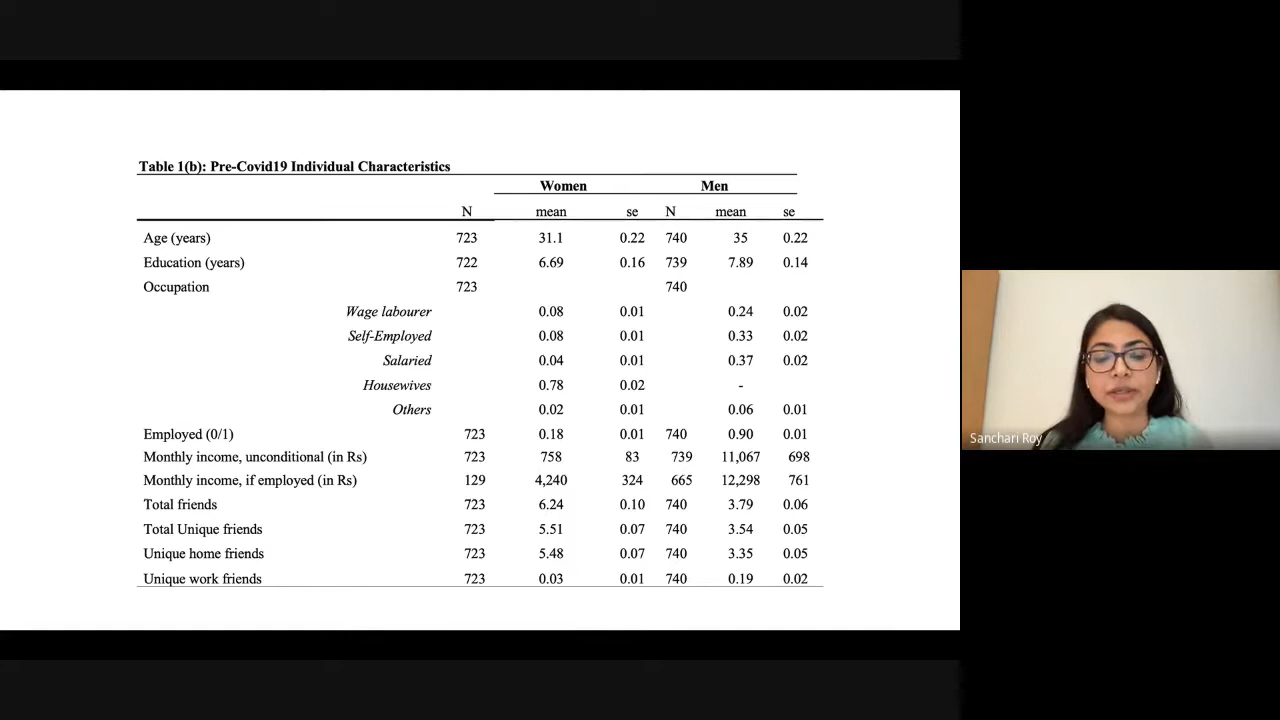 Table 1(b): Pre-Covid19 Individual Characteristics
Women Men
N mean se N mean se
Age (years) 723 31.1 0.22 740 35 0.22
Education (years) 722 6.69 0.16 739 7.89 0.14
Occupation 723 740
Wage labourer 0.08 0.01 0.24 0.02
Self-Employed 0.08 0.01 0.33 0.02
Salaried 0.04 0.01 0.37 0.02
Housewives 0.78 0.02 -
Others 0.02 0.01 0.06 0.01
Employed (0/1) 723 0.18 0.01 740 0.90 0.01
Monthly income, unconditional (in Rs) 723 758 83 739 11,067 698
Monthly income, if employed (in Rs) 129 4,240 324 665 12,298 761
Total friends 723 6.24 0.10 740 3.79 0.06
Total Unique friends 723 5.51 0.07 740 3.54 0.05
Unique home friends 723 5.48 0.07 740 3.35 0.05
Unique work friends 723 0.03 0.01 740 0.19 0.02
Sanchari Roy